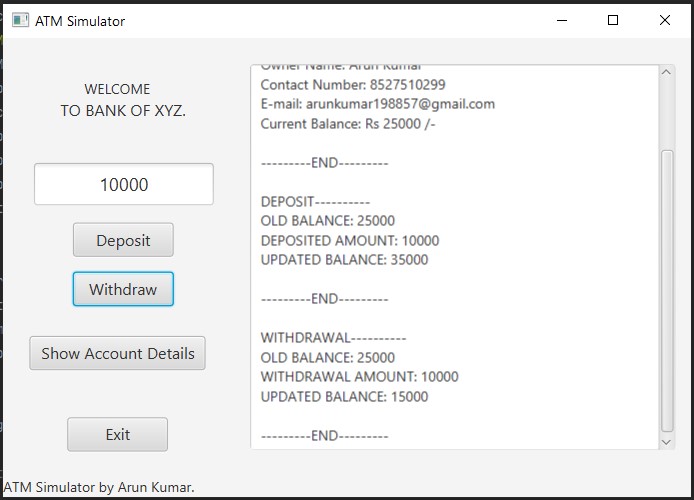 ATM Simulator
WELCOME
TO BANK OF XYZ.
10000
Deposit
Withdraw
Show Account Details
Exit
Owner Name: Arun Kumar
Contact Number: 8527510299
E-mail: arunkumar198857@gmail.com
Current Balance: Rs 25000 /-
---------END---------
DEPOSIT----------
OLD BALANCE: 25000
DEPOSITED AMOUNT: 10000
UPDATED BALANCE: 35000
---------END---------
WITHDRAWAL----------
OLD BALANCE: 25000
WITHDRAWAL AMOUNT: 10000
UPDATED BALANCE: 15000
---------END---------
ATM Simulator by Arun Kumar.